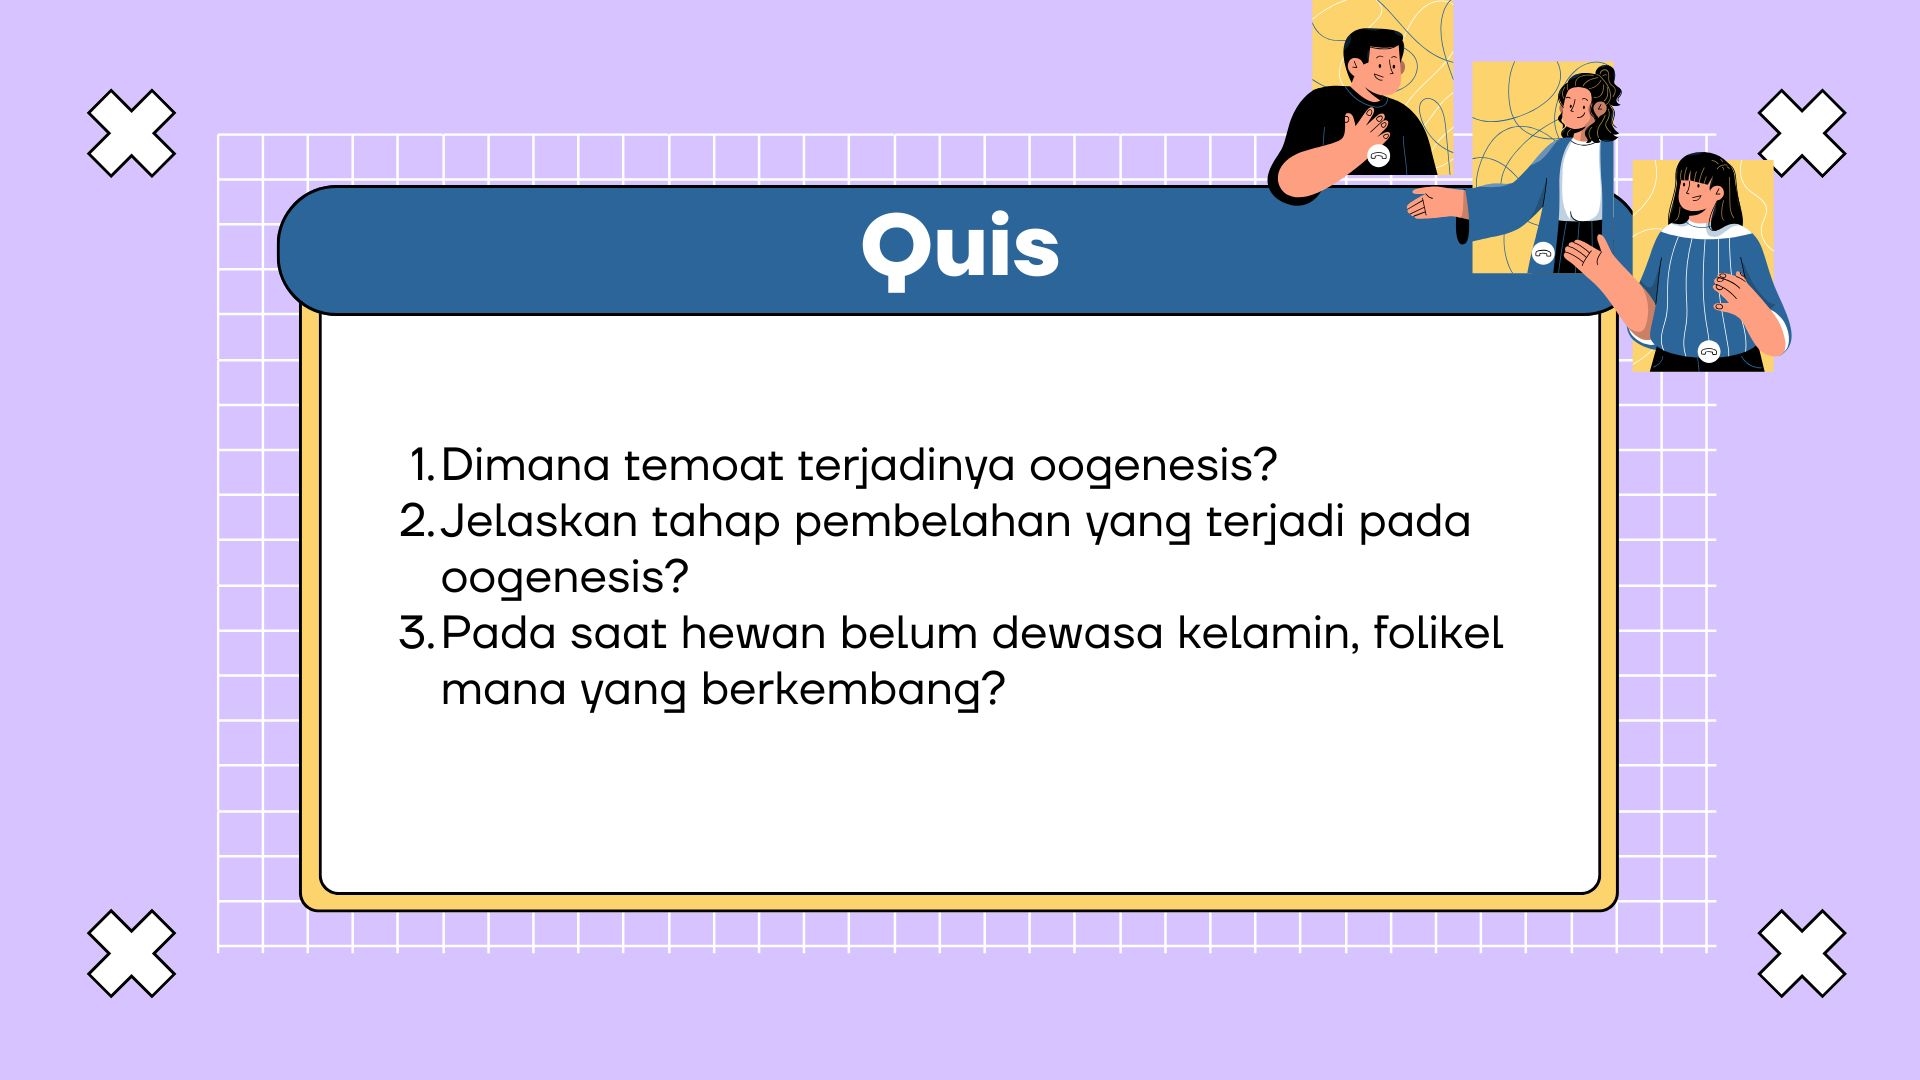 Quis
1. Dimana temoat terjadinya oogenesis?
2. Jelaskan tahap pembelahan yang terjadi pada
oogenesis?
3. Pada saat hewan belum dewasa kelamin, folikel
mana yang berkembang?